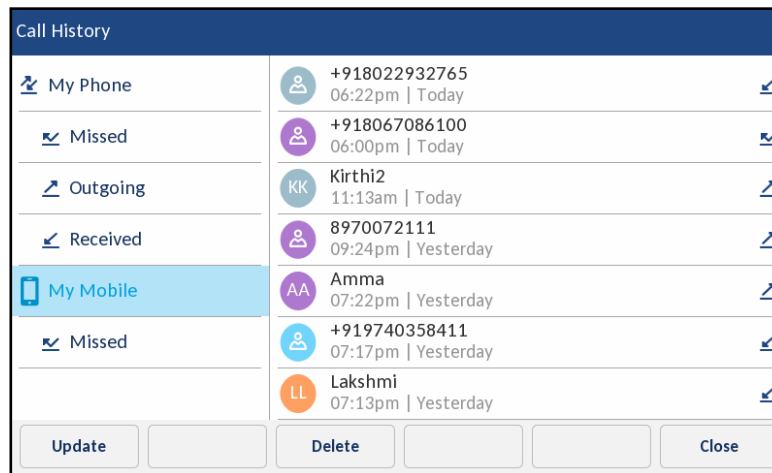 Call History
My Phone
Missed
Outgoing
Received
My Mobile
Missed
+918022932765
06:22pm | Today
+918067086100
06:00pm | Today
KK
Kirthi2
11:13am | Today
8970072111
09:24pm | Yesterday
AA
Amma
07:22pm | Yesterday
+919740358411
07:17pm | Yesterday
LL
Lakshmi
07:13pm | Yesterday
Update
Delete
Close